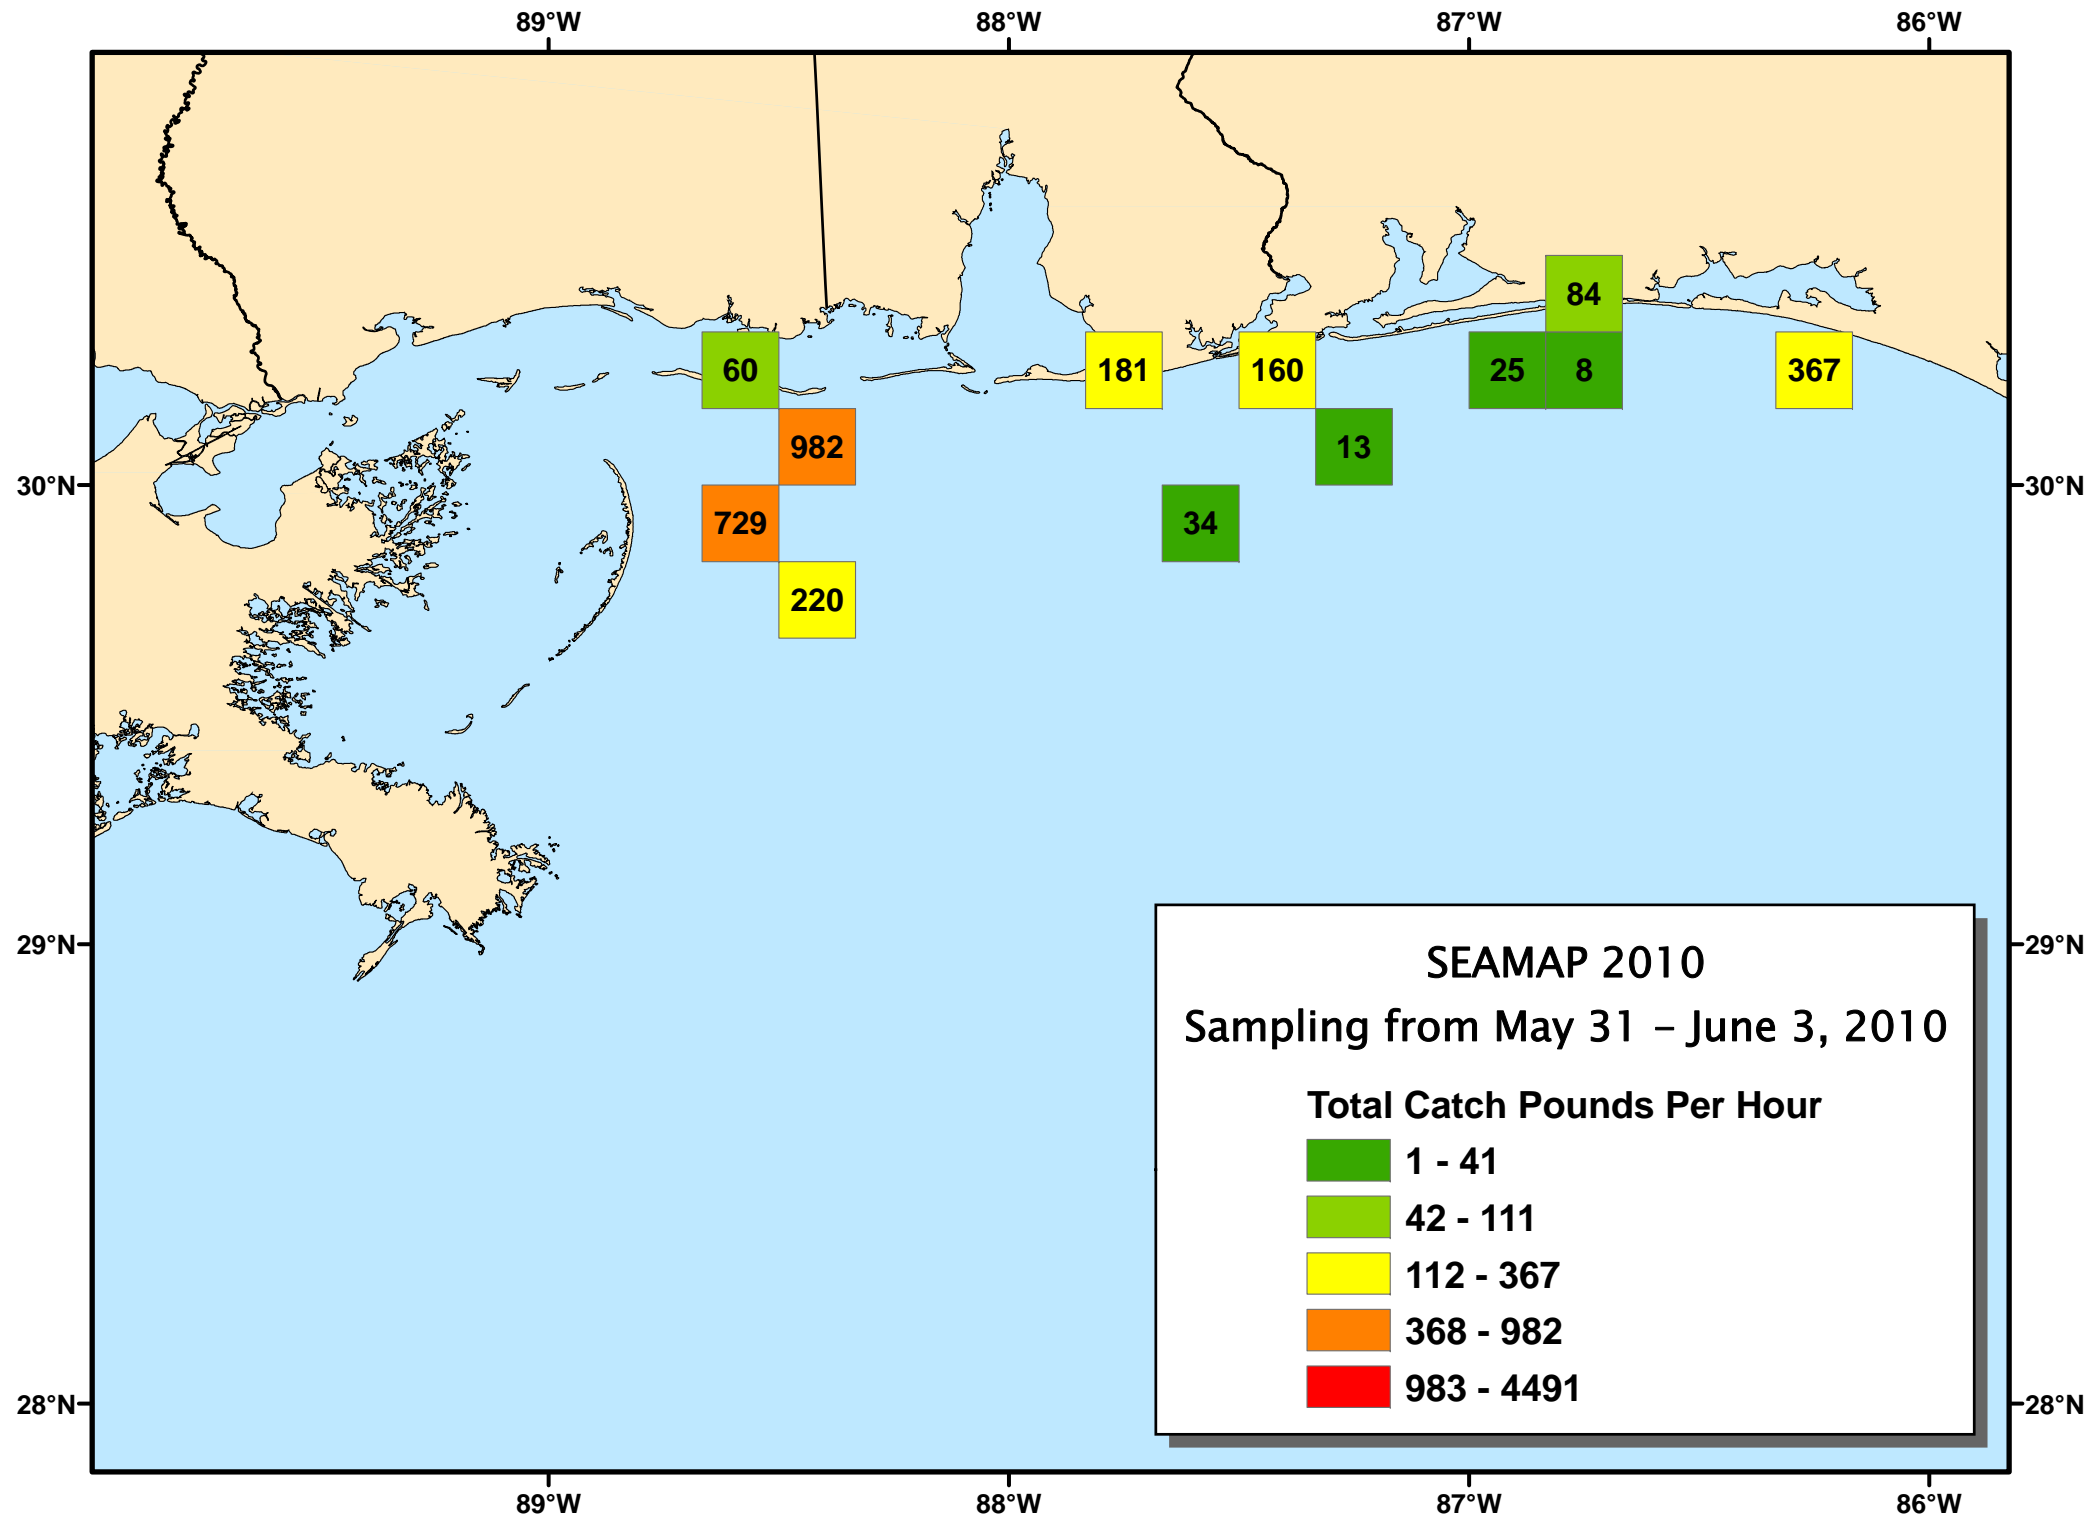 89°W 88°W 87°W 86°W
84
60 181 160 25 8 367
982 13
30°N 30°N
729 34
220
29°N 29°N
SEAMAP 2010
Sampling from May 31 – June 3, 2010
Total Catch Pounds Per Hour
1 - 41
42 - 111
112 - 367
368 - 982
983 - 4491
28°N 28°N
89°W 88°W 87°W 86°W